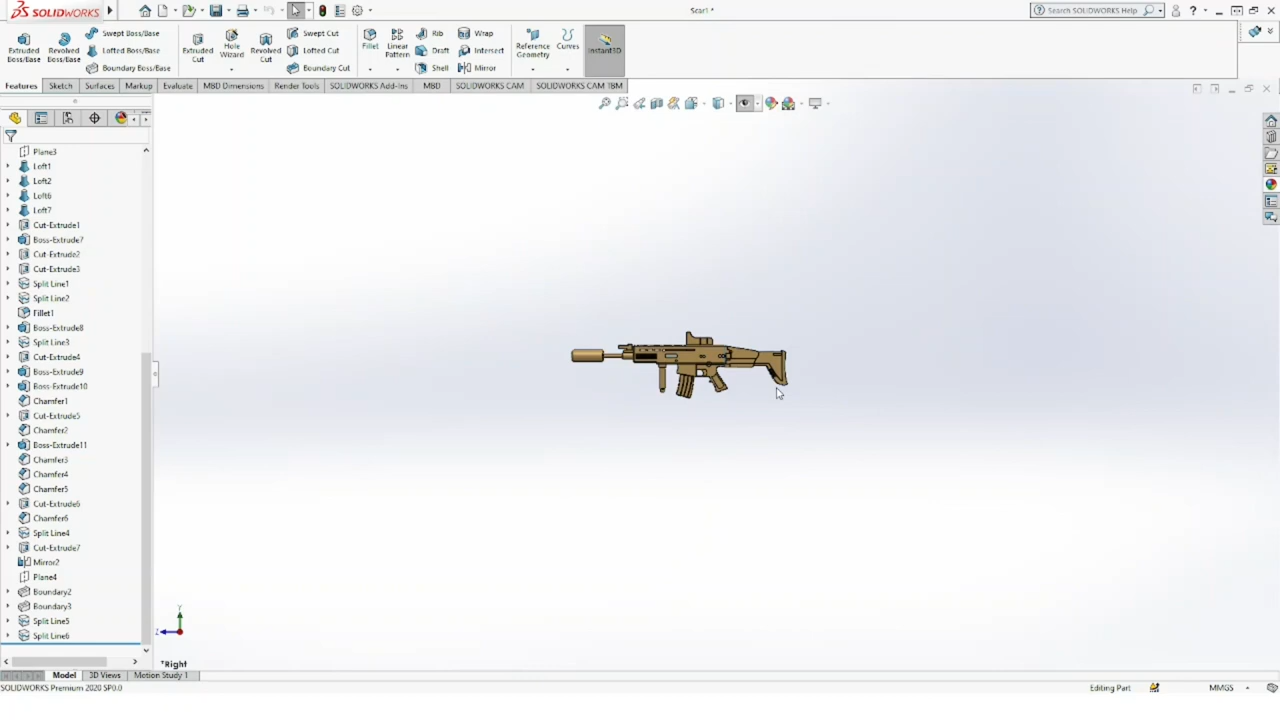 SOLIDWORKS
Scar1 *
Search SOLIDWORKS Help
Extruded Boss/Base
Revolved Boss/Base
Swept Boss/Base
Lofted Boss/Base
Boundary Boss/Base
Extruded Cut
Hole Wizard
Revolved Cut
Swept Cut
Lofted Cut
Boundary Cut
Fillet
Linear Pattern
Rib
Draft
Shell
Wrap
Intersect
Mirror
Reference Geometry
Curves
Instant3D
Features Sketch Surfaces Markup Evaluate MBD Dimensions Render Tools SOLIDWORKS Add-Ins MBD SOLIDWORKS CAM SOLIDWORKS CAM TBM
Plane3
Loft1
Loft2
Loft6
Loft7
Cut-Extrude1
Boss-Extrude7
Cut-Extrude2
Cut-Extrude3
Split Line1
Split Line2
Fillet1
Boss-Extrude8
Split Line3
Cut-Extrude4
Boss-Extrude9
Boss-Extrude10
Chamfer1
Cut-Extrude5
Chamfer2
Boss-Extrude11
Chamfer3
Chamfer4
Chamfer5
Cut-Extrude6
Chamfer6
Split Line4
Cut-Extrude7
Mirror2
Plane4
Boundary2
Boundary3
Split Line5
Split Line6
Y
Z
*Right
Model 3D Views Motion Study 1
SOLIDWORKS Premium 2020 SP0.0
Editing Part
MMGS